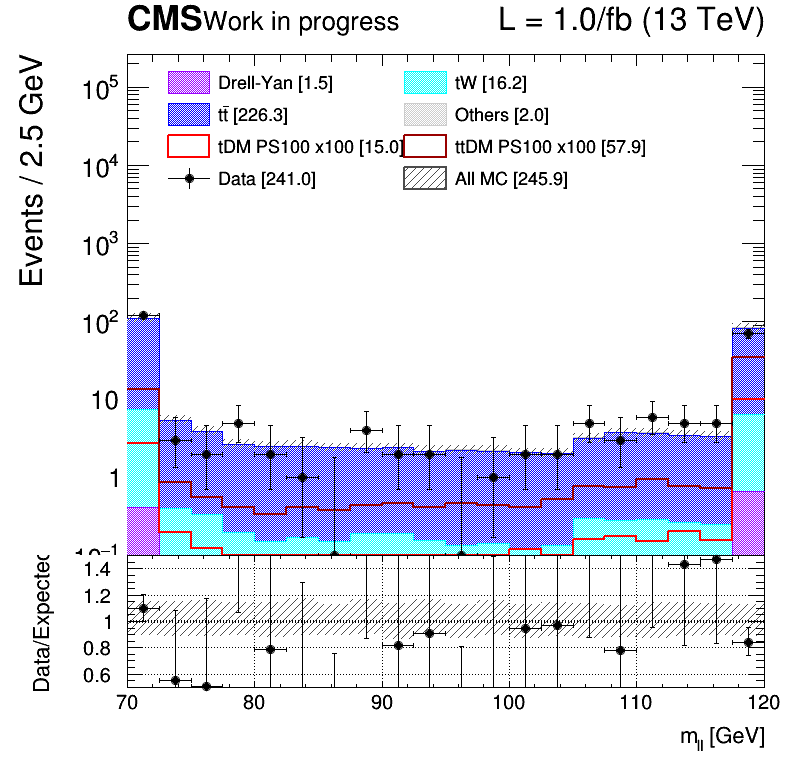 CMS Work in progress L = 1.0/fb (13 TeV)
Events / 2.5 GeV
Drell-Yan [1.5] tW [16.2]
tt̄ [226.3] Others [2.0]
tDM PS100 x100 [15.0] ttDM PS100 x100 [57.9]
Data [241.0] All MC [245.9]
10⁵
10⁴
10³
10²
10
1
10⁻¹
Data/Expected
1.4
1.2
1
0.8
0.6
70 80 90 100 110 120
m_ll [GeV]